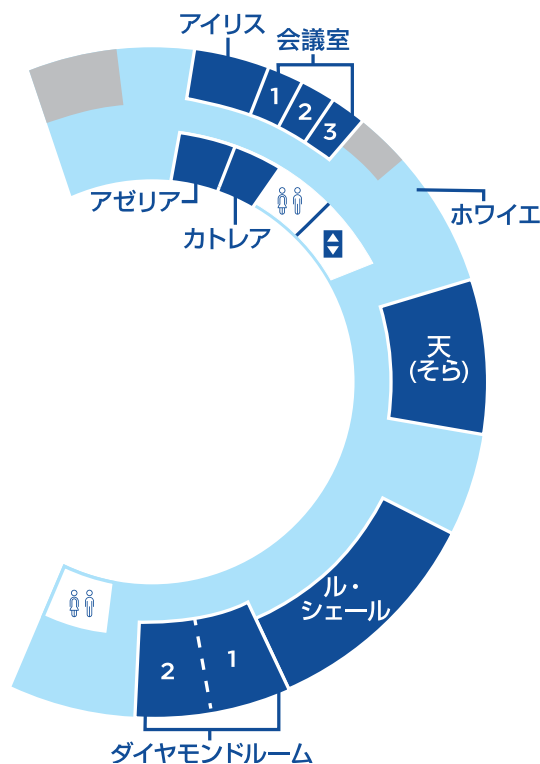 アイリス
会議室
1
2
3
アゼリア
カトレア
ホワイエ
天
(そら)
ル・
シェール
2
1
ダイヤモンドルーム